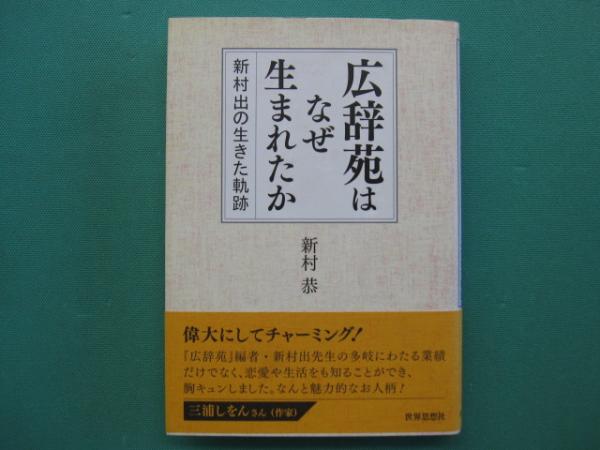 広辞苑は
なぜ
生まれたか
新村出の生きた軌跡
新村 恭
偉大にしてチャーミング!
『広辞苑』編者・新村出先生の多岐にわたる業績
だけでなく、恋愛や生活をも知ることができ、
胸キュンしました。なんと魅力的なお人柄!
三浦しをんさん(作家)
世界思想社